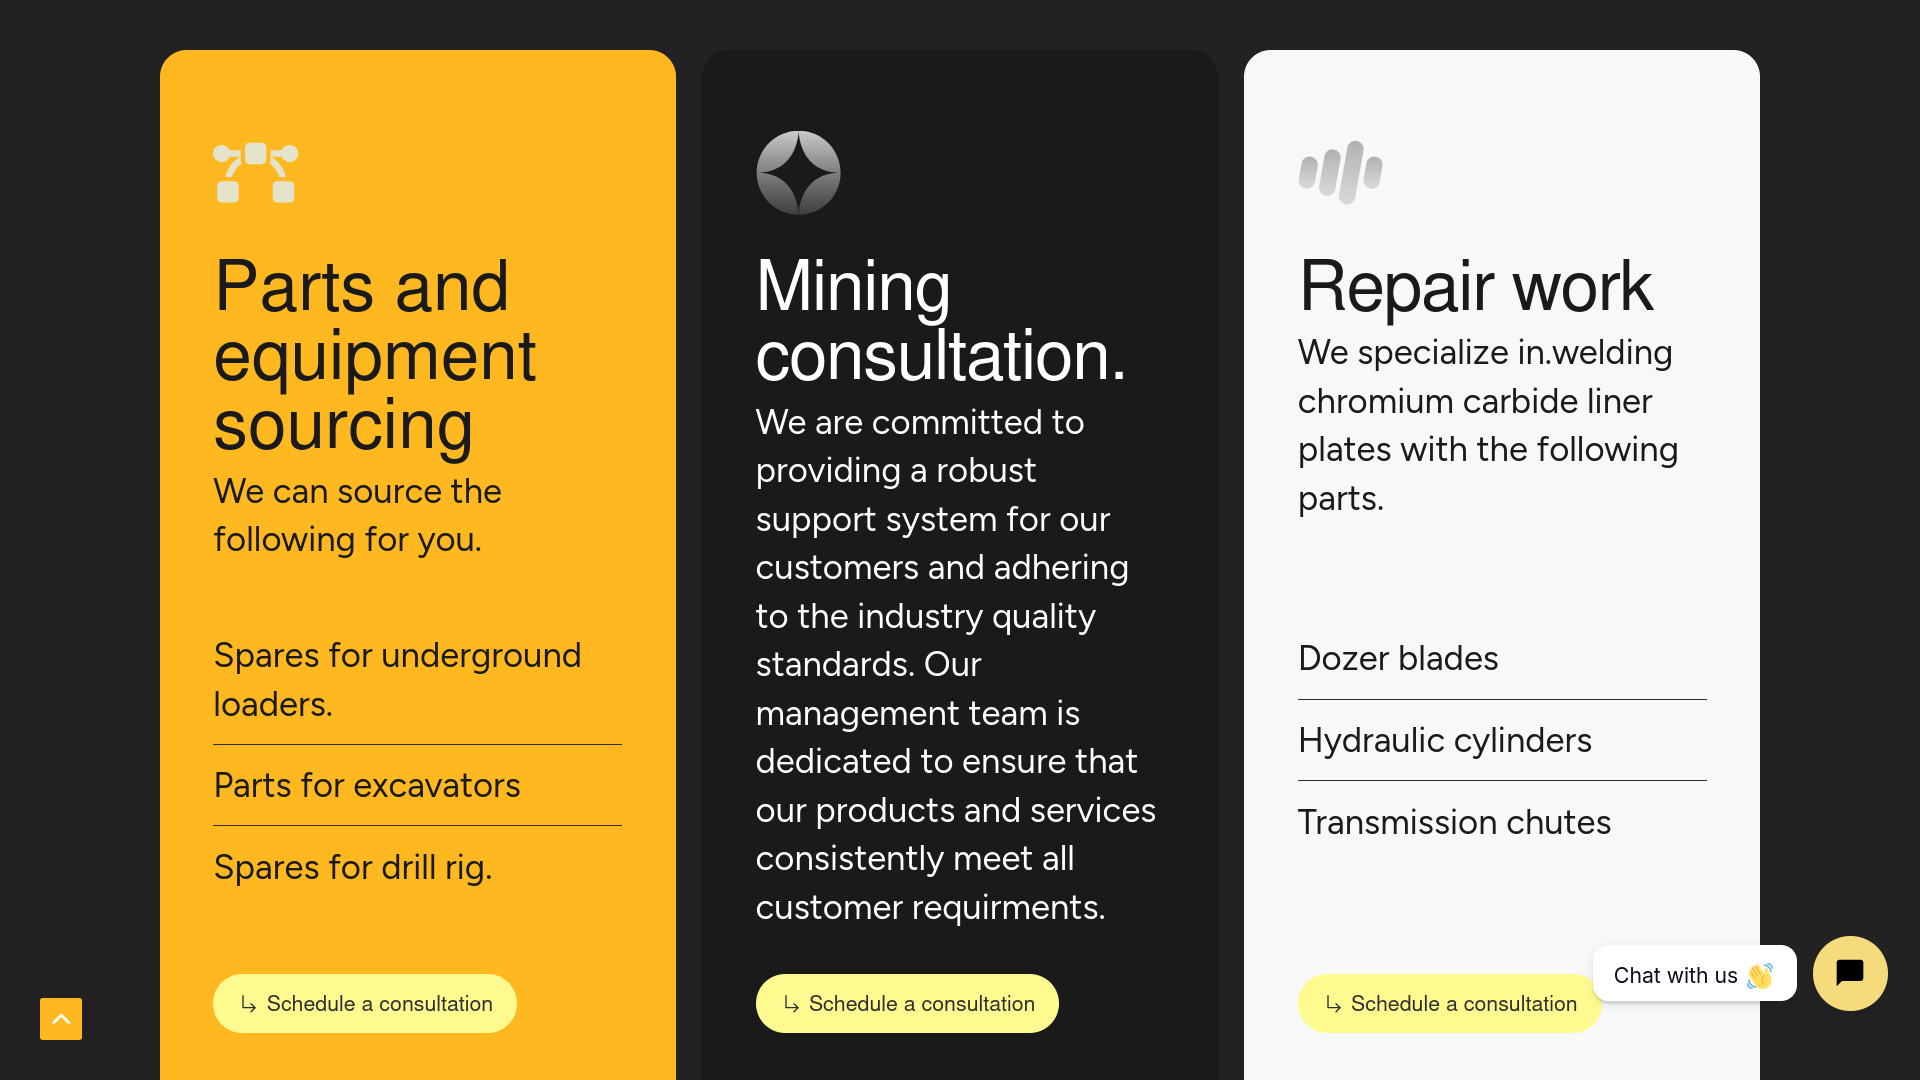 Parts and
equipment
sourcing
We can source the
following for you.
Spares for underground
loaders.
Parts for excavators
Spares for drill rig.
Schedule a consultation
Mining
consultation.
We are committed to
providing a robust
support system for our
customers and adhering
to the industry quality
standards. Our
management team is
dedicated to ensure that
our products and services
consistently meet all
customer requirments.
Schedule a consultation
Repair work
We specialize in.welding
chromium carbide liner
plates with the following
parts.
Dozer blades
Hydraulic cylinders
Transmission chutes
Schedule a consultation
Chat with us 👋